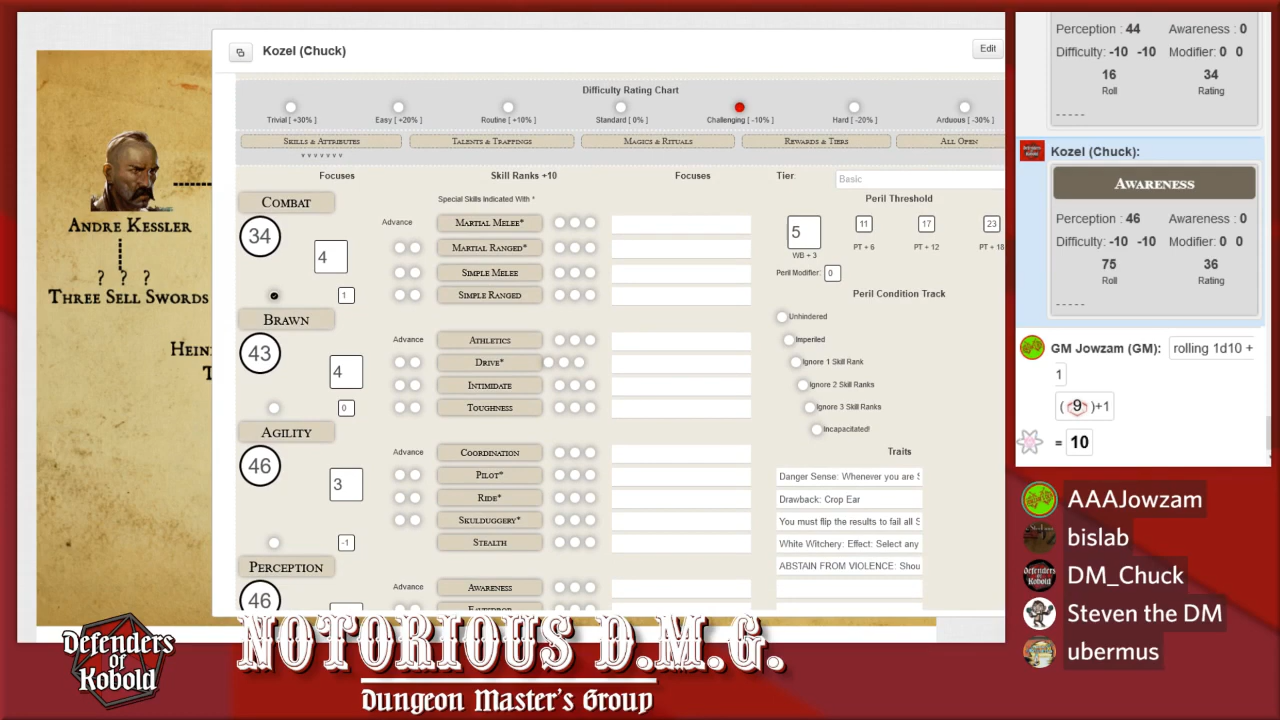 Kozel (Chuck)
Edit
Difficulty Rating Chart
Trivial [ +30% ]
Easy [ +20% ]
Routine [ +10% ]
Standard [ 0% ]
Challenging [ -10% ]
Hard [ -20% ]
Arduous [ -30% ]
Skills & Attributes
Talents & Trappings
Magics & Rituals
Rewards & Tiers
All Open
v v v v v v v
Focuses
Skill Ranks +10
Focuses
Tier
Basic
Special Skills Indicated With *
Combat
34
4
1
Advance
Martial Melee*
Martial Ranged*
Simple Melee
Simple Ranged
Brawn
43
4
0
Advance
Athletics
Drive*
Intimidate
Toughness
Agility
46
3
-1
Advance
Coordination
Pilot*
Ride*
Skulduggery*
Stealth
Perception
46
Advance
Awareness
Peril Threshold
5
11
17
23
WB + 3
PT + 6
PT + 12
PT + 18
Peril Modifier:
0
Peril Condition Track
Unhindered
Imperiled
Ignore 1 Skill Rank
Ignore 2 Skill Ranks
Ignore 3 Skill Ranks
Incapacitated!
Traits
Danger Sense: Whenever you are S
Drawback: Crop Ear
You must flip the results to fail all S
White Witchery: Effect: Select any
ABSTAIN FROM VIOLENCE: Shou
Andre Kessler
? ? ?
Three Sell Swords
Hein
T
Perception : 44 Awareness : 0
Difficulty: -10 -10 Modifier: 0 0
16 34
Roll Rating
- - - - -
Kozel (Chuck):
Awareness
Perception : 46 Awareness: 0
Difficulty: -10 -10 Modifier: 0 0
75 36
Roll Rating
- - - - -
GM Jowzam (GM): rolling 1d10 +
1
(9)+1
= 10
AAAJowzam
bislab
DM_Chuck
Steven the DM
ubermus
Defenders
of
Kobold
Notorious D.M.G.
Dungeon Master's Group